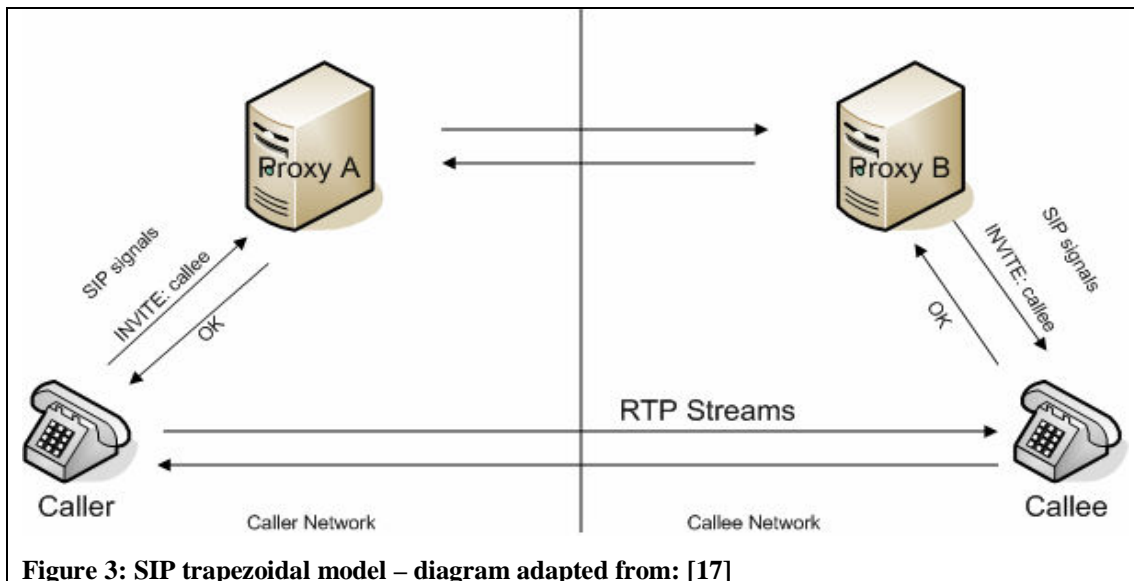 Proxy A
Proxy B
SIP signals
INVITE: callee
OK
SIP signals
INVITE: callee
OK
RTP Streams
Caller
Callee
Caller Network
Callee Network
Figure 3: SIP trapezoidal model – diagram adapted from: [17]